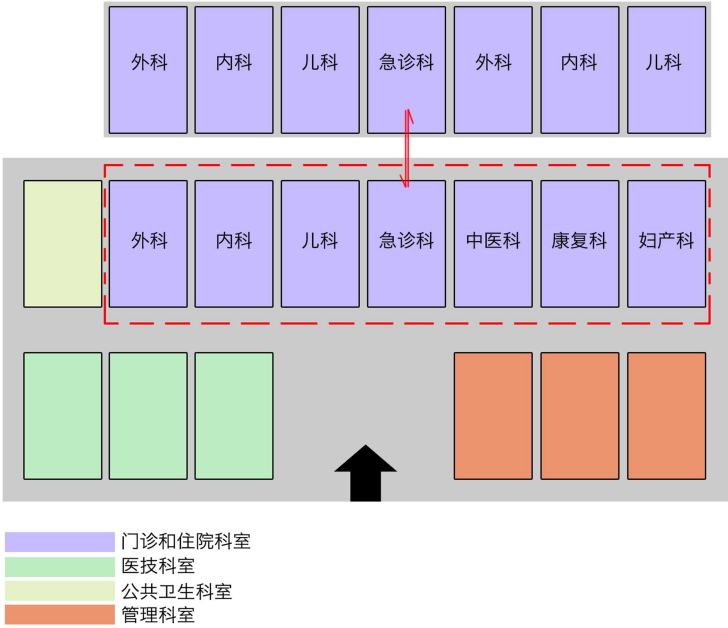 外科 内科 儿科 急诊科 外科 内科 儿科
外科 内科 儿科 急诊科 中医科 康复科 妇产科
门诊和住院科室
医技科室
公共卫生科室
管理科室